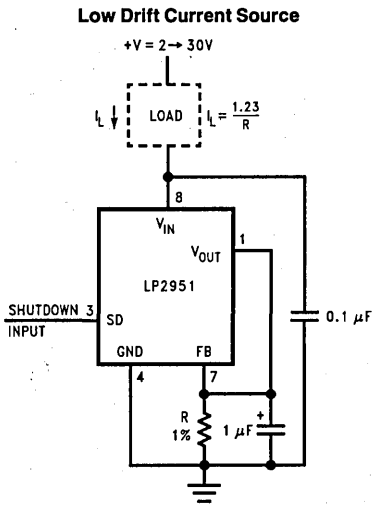 Low Drift Current Source
+V = 2→ 30V
I_L ↓ LOAD I_L = 1.23/R
8
V_IN
1
V_OUT
LP2951
SHUTDOWN 3 SD
INPUT
0.1 μF
GND FB
4 7
R
1%
+
1 μF